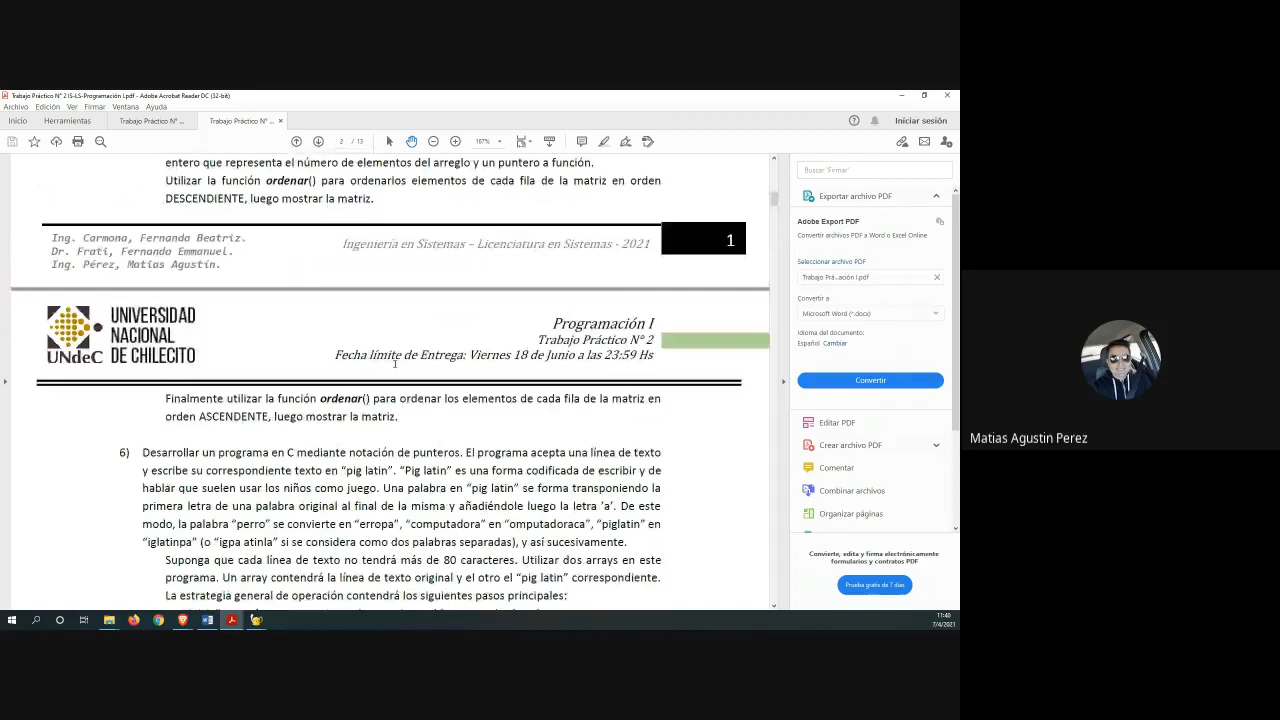 Trabajo Práctico N° 2 IS-LS-Programación I.pdf - Adobe Acrobat Reader DC (32-bit)
Archivo Edición Ver Firmar Ventana Ayuda
Inicio Herramientas Trabajo Práctico N° ... Trabajo Práctico N° ... × Iniciar sesión
2 / 13 167%
entero que representa el número de elementos del arreglo y un puntero a función.
Utilizar la función ordenar() para ordenarlos elementos de cada fila de la matriz en orden
DESCENDIENTE, luego mostrar la matriz.
Ing. Carmona, Fernanda Beatriz.
Dr. Frati, Fernando Emmanuel.
Ing. Pérez, Matias Agustín.
Ingeniería en Sistemas – Licenciatura en Sistemas - 2021
1
UNdeC
UNIVERSIDAD
NACIONAL
DE CHILECITO
Programación I
Trabajo Práctico N° 2
Fecha límite de Entrega: Viernes 18 de Junio a las 23:59 Hs
Finalmente utilizar la función ordenar() para ordenar los elementos de cada fila de la matriz en
orden ASCENDENTE, luego mostrar la matriz.
6) Desarrollar un programa en C mediante notación de punteros. El programa acepta una línea de texto
y escribe su correspondiente texto en “pig latin”. “Pig latin” es una forma codificada de escribir y de
hablar que suelen usar los niños como juego. Una palabra en “pig latin” se forma transponiendo la
primera letra de una palabra original al final de la misma y añadiéndole luego la letra ‘a’. De este
modo, la palabra “perro” se convierte en “erropa”, “computadora” en “omputadoraca”, “piglatin” en
“iglatinpa” (o “igpa atinla” si se considera como dos palabras separadas), y así sucesivamente.
Suponga que cada línea de texto no tendrá más de 80 caracteres. Utilizar dos arrays en este
programa. Un array contendrá la línea de texto original y el otro el “pig latin” correspondiente.
La estrategia general de operación contendrá los siguientes pasos principales:
Buscar 'Firmar'
Exportar archivo PDF
Adobe Export PDF
Convertir archivos PDF a Word o Excel Online
Seleccionar archivo PDF
Trabajo Prá...ación I.pdf
Convertir a
Microsoft Word (*.docx)
Idioma del documento:
Español Cambiar
Convertir
Editar PDF
Crear archivo PDF
Comentar
Combinar archivos
Organizar páginas
Convierte, edita y firma electrónicamente
formularios y contratos PDF
Prueba gratis de 7 días
11:40
7/4/2021
Matias Agustin Perez